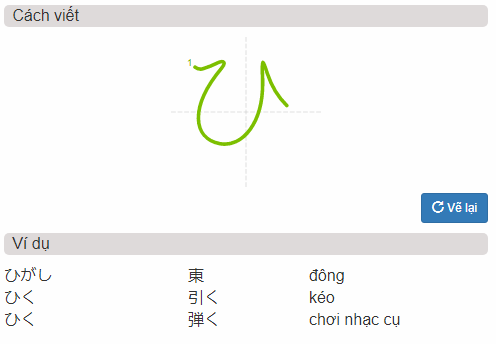 Cách viết
1
ひ
Vẽ lại
Ví dụ
ひがし 東 đông
ひく 引く kéo
ひく 弾く chơi nhạc cụ